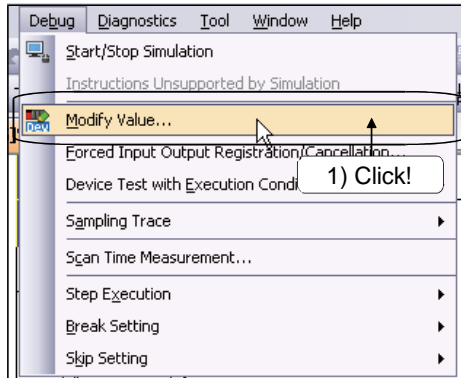 Debug Diagnostics Tool Window Help
Start/Stop Simulation
Instructions Unsupported by Simulation
Dev Modify Value...
Forced Input Output Registration/Cancellation...
Device Test with Execution
1) Click!
Sampling Trace
Scan Time Measurement...
Step Execution
Break Setting
Skip Setting